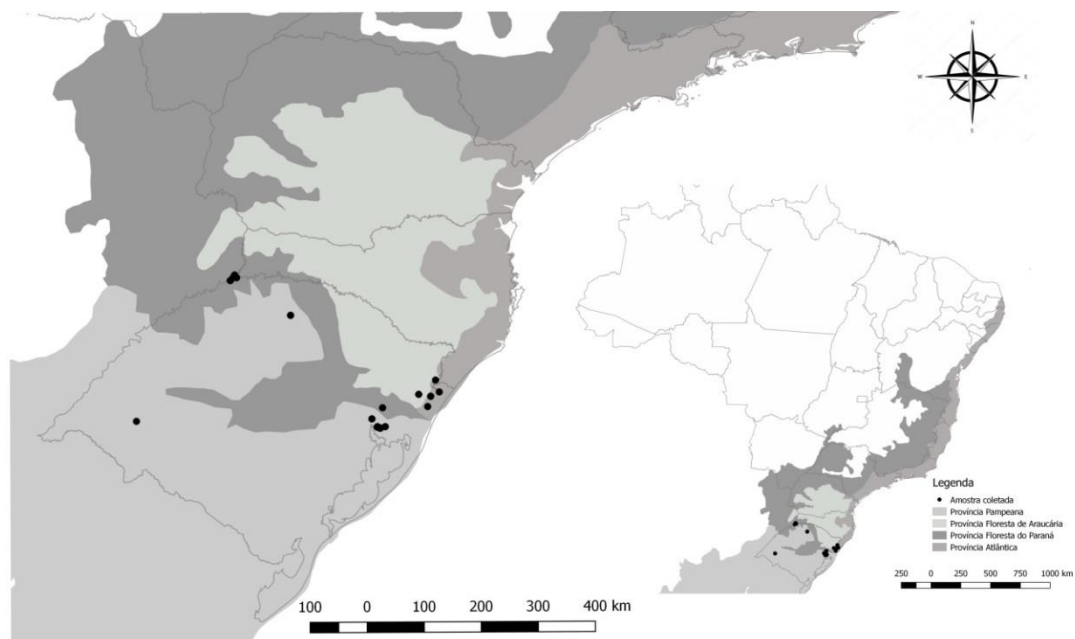 N
W E
S
Legenda
Amostra coletada
Província Pampeana
Província Floresta de Araucária
Província Floresta do Paraná
Província Atlântica
250 0 250 500 750 1000 km
100 0 100 200 300 400 km